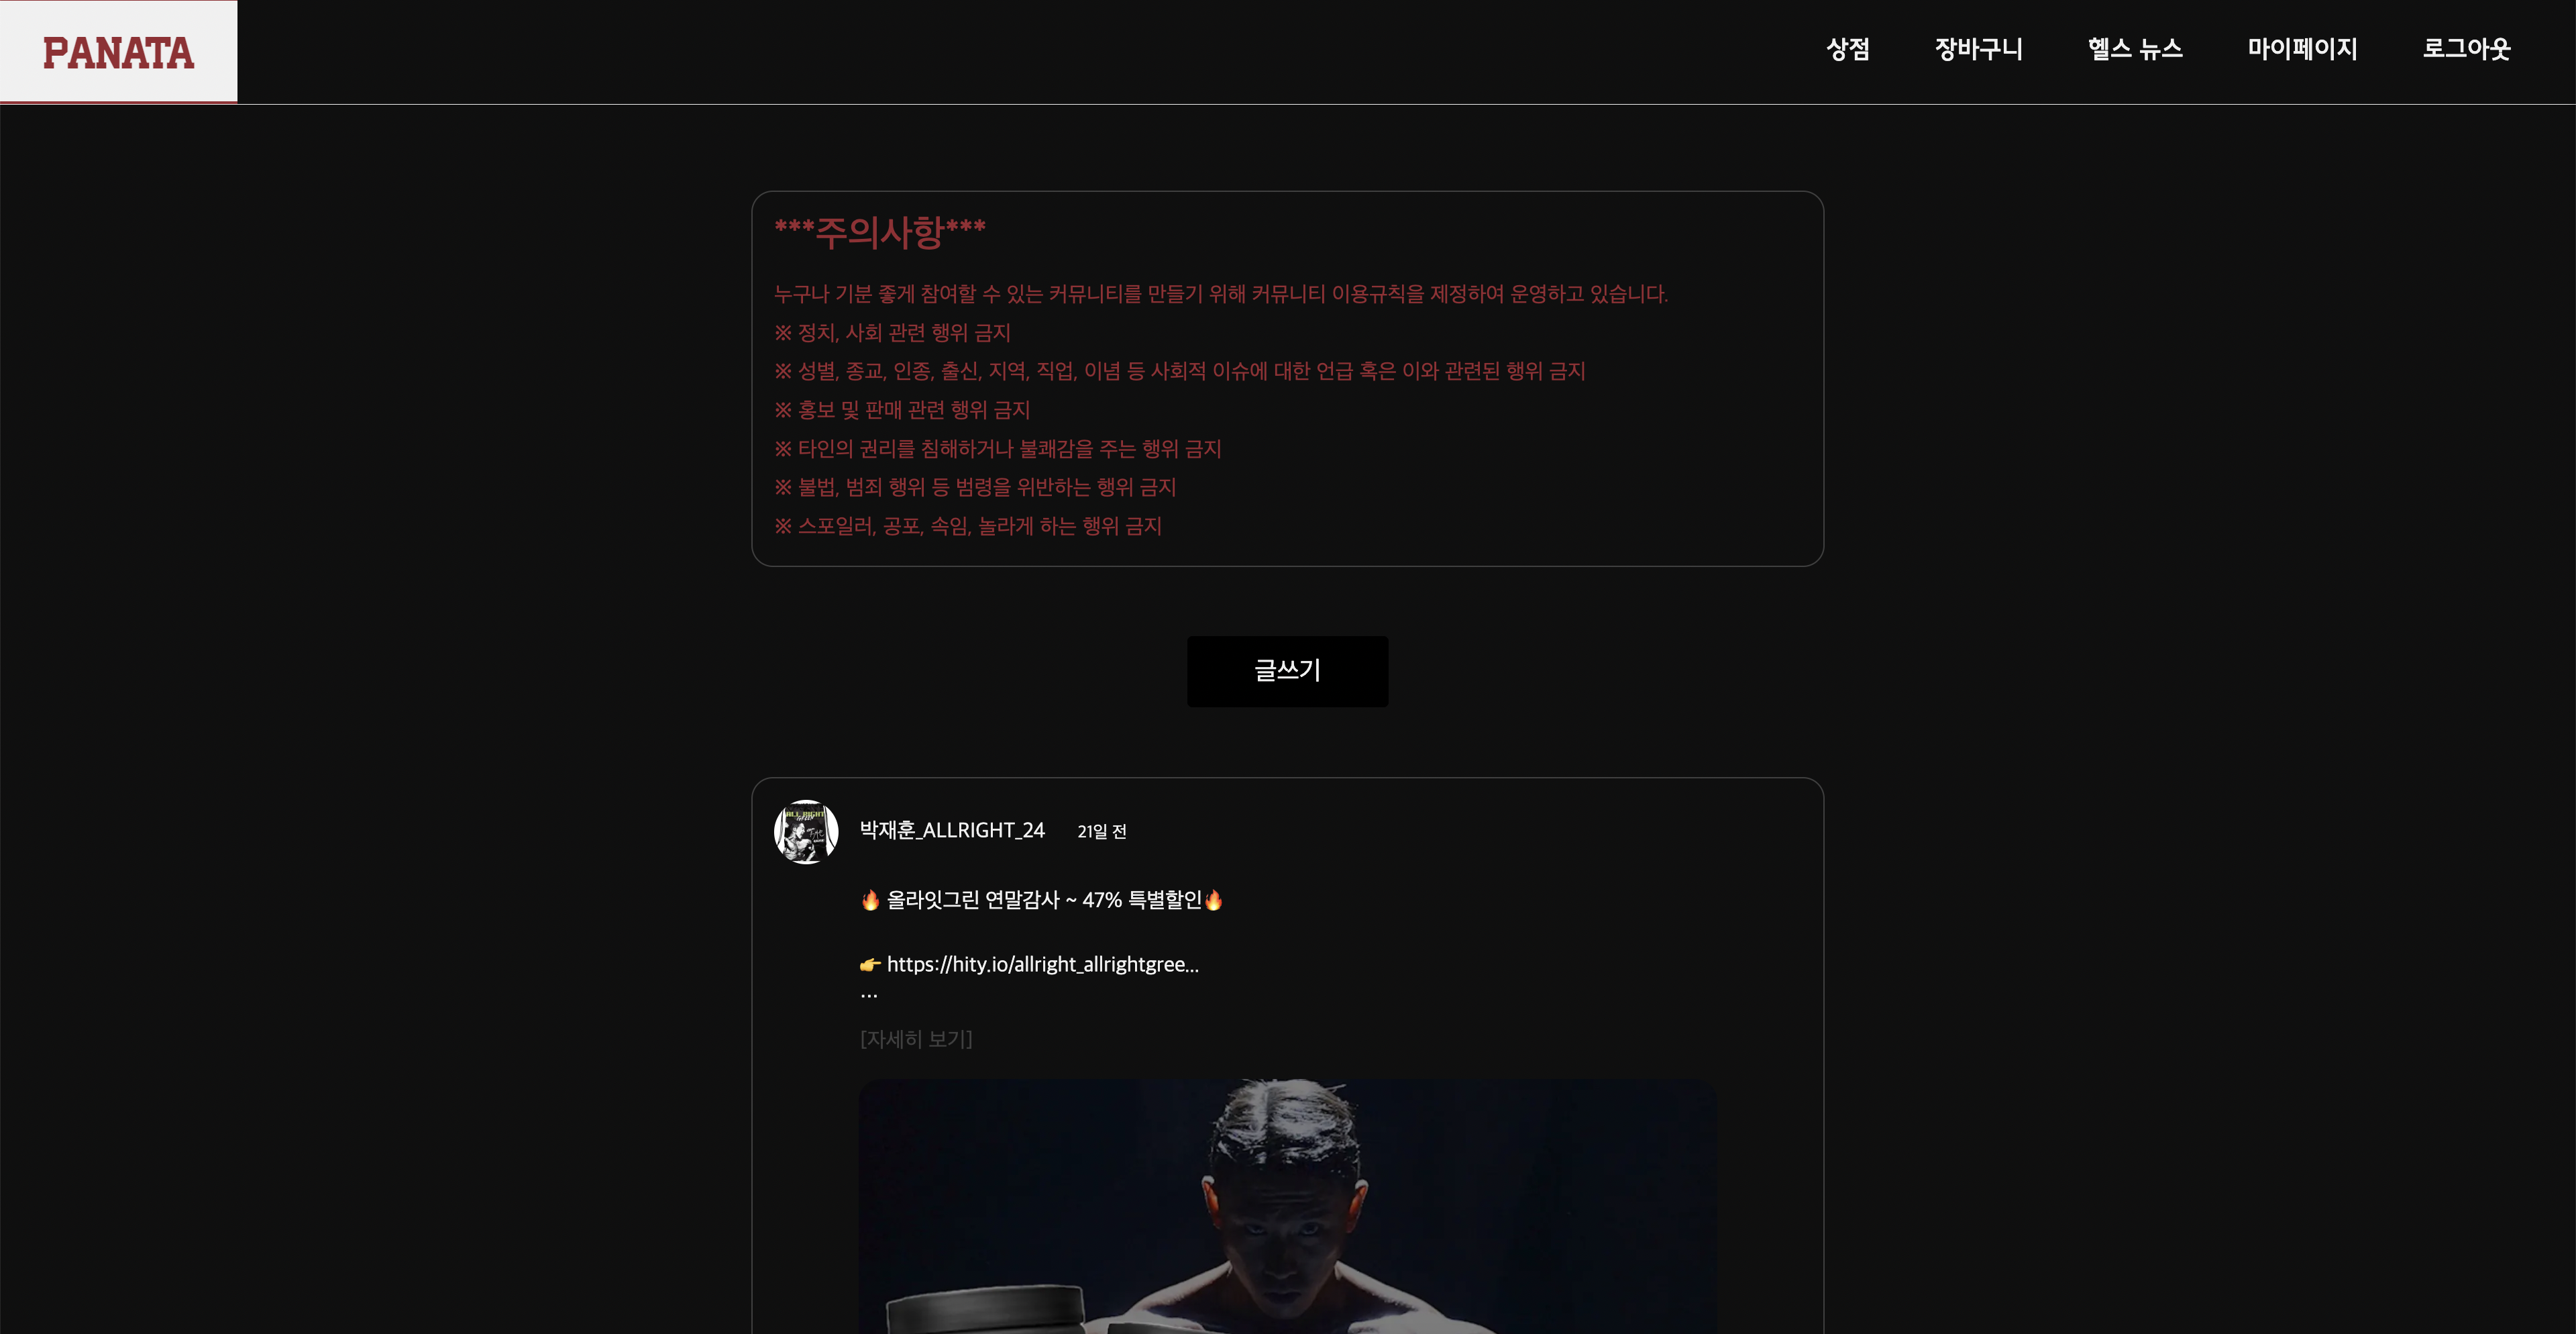 PANATA
상점 장바구니 헬스 뉴스 마이페이지 로그아웃
***주의사항***
누구나 기분 좋게 참여할 수 있는 커뮤니티를 만들기 위해 커뮤니티 이용규칙을 제정하여 운영하고 있습니다.
※ 정치, 사회 관련 행위 금지
※ 성별, 종교, 인종, 출신, 지역, 직업, 이념 등 사회적 이슈에 대한 언급 혹은 이와 관련된 행위 금지
※ 홍보 및 판매 관련 행위 금지
※ 타인의 권리를 침해하거나 불쾌감을 주는 행위 금지
※ 불법, 범죄 행위 등 법령을 위반하는 행위 금지
※ 스포일러, 공포, 속임, 놀라게 하는 행위 금지
글쓰기
ALL RIGHT
박재훈_ALLRIGHT_24 21일 전
🔥 올라잇그린 연말감사 ~ 47% 특별할인🔥
👉 https://hity.io/allright_allrightgree...
...
[자세히 보기]